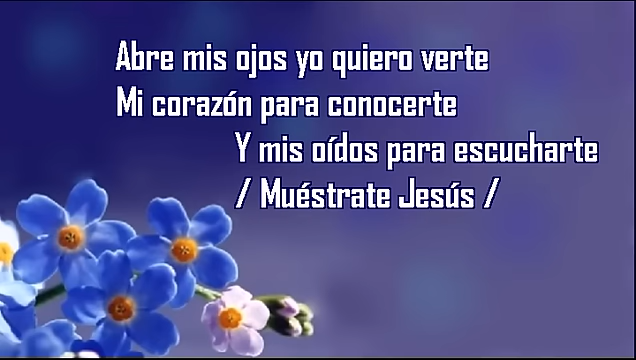 Abre mis ojos yo quiero verte
Mi corazón para conocerte
Y mis oídos para escucharte
/ Muéstrate Jesús /